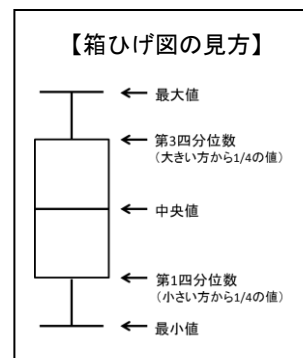 【箱ひげ図の見方】
← 最大値
← 第3四分位数
(大きい方から1/4の値)
← 中央値
← 第1四分位数
(小さい方から1/4の値)
← 最小値